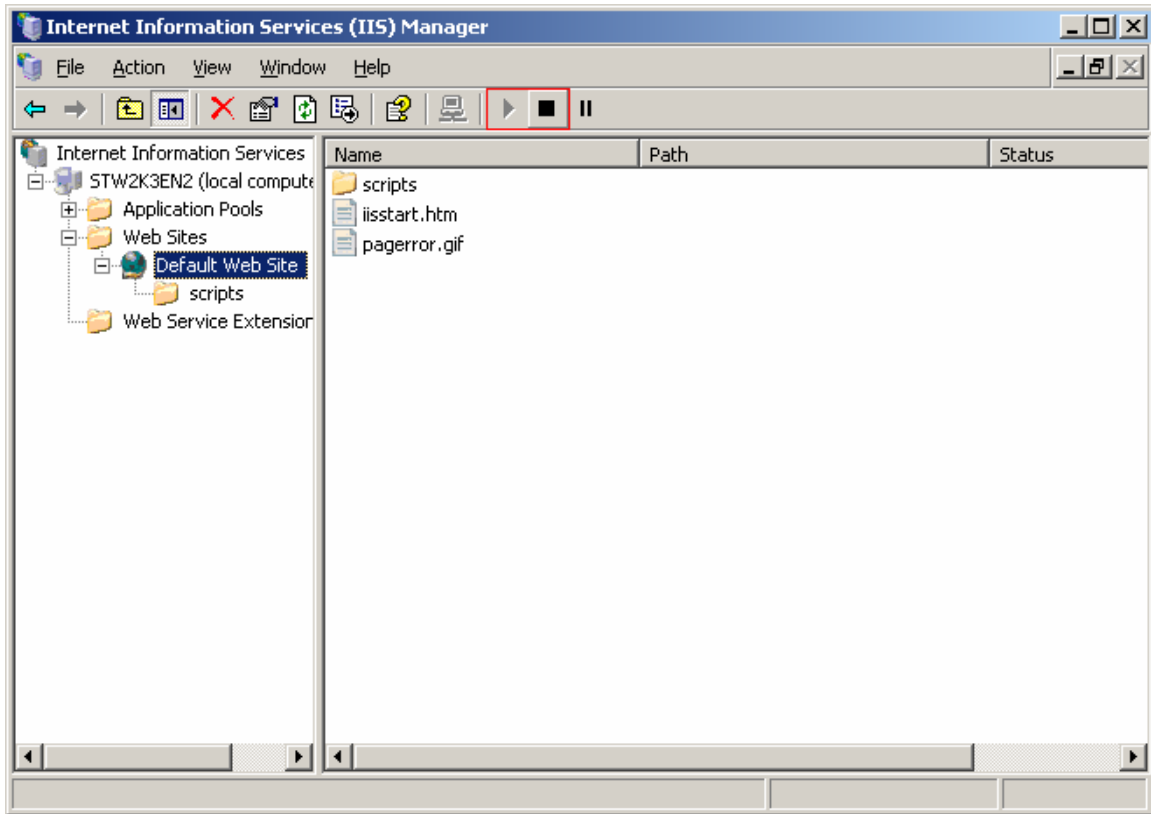 Internet Information Services (IIS) Manager
File Action View Window Help
Internet Information Services
STW2K3EN2 (local compute
Application Pools
Web Sites
Default Web Site
scripts
Web Service Extension
Name Path Status
scripts
iisstart.htm
pagerror.gif